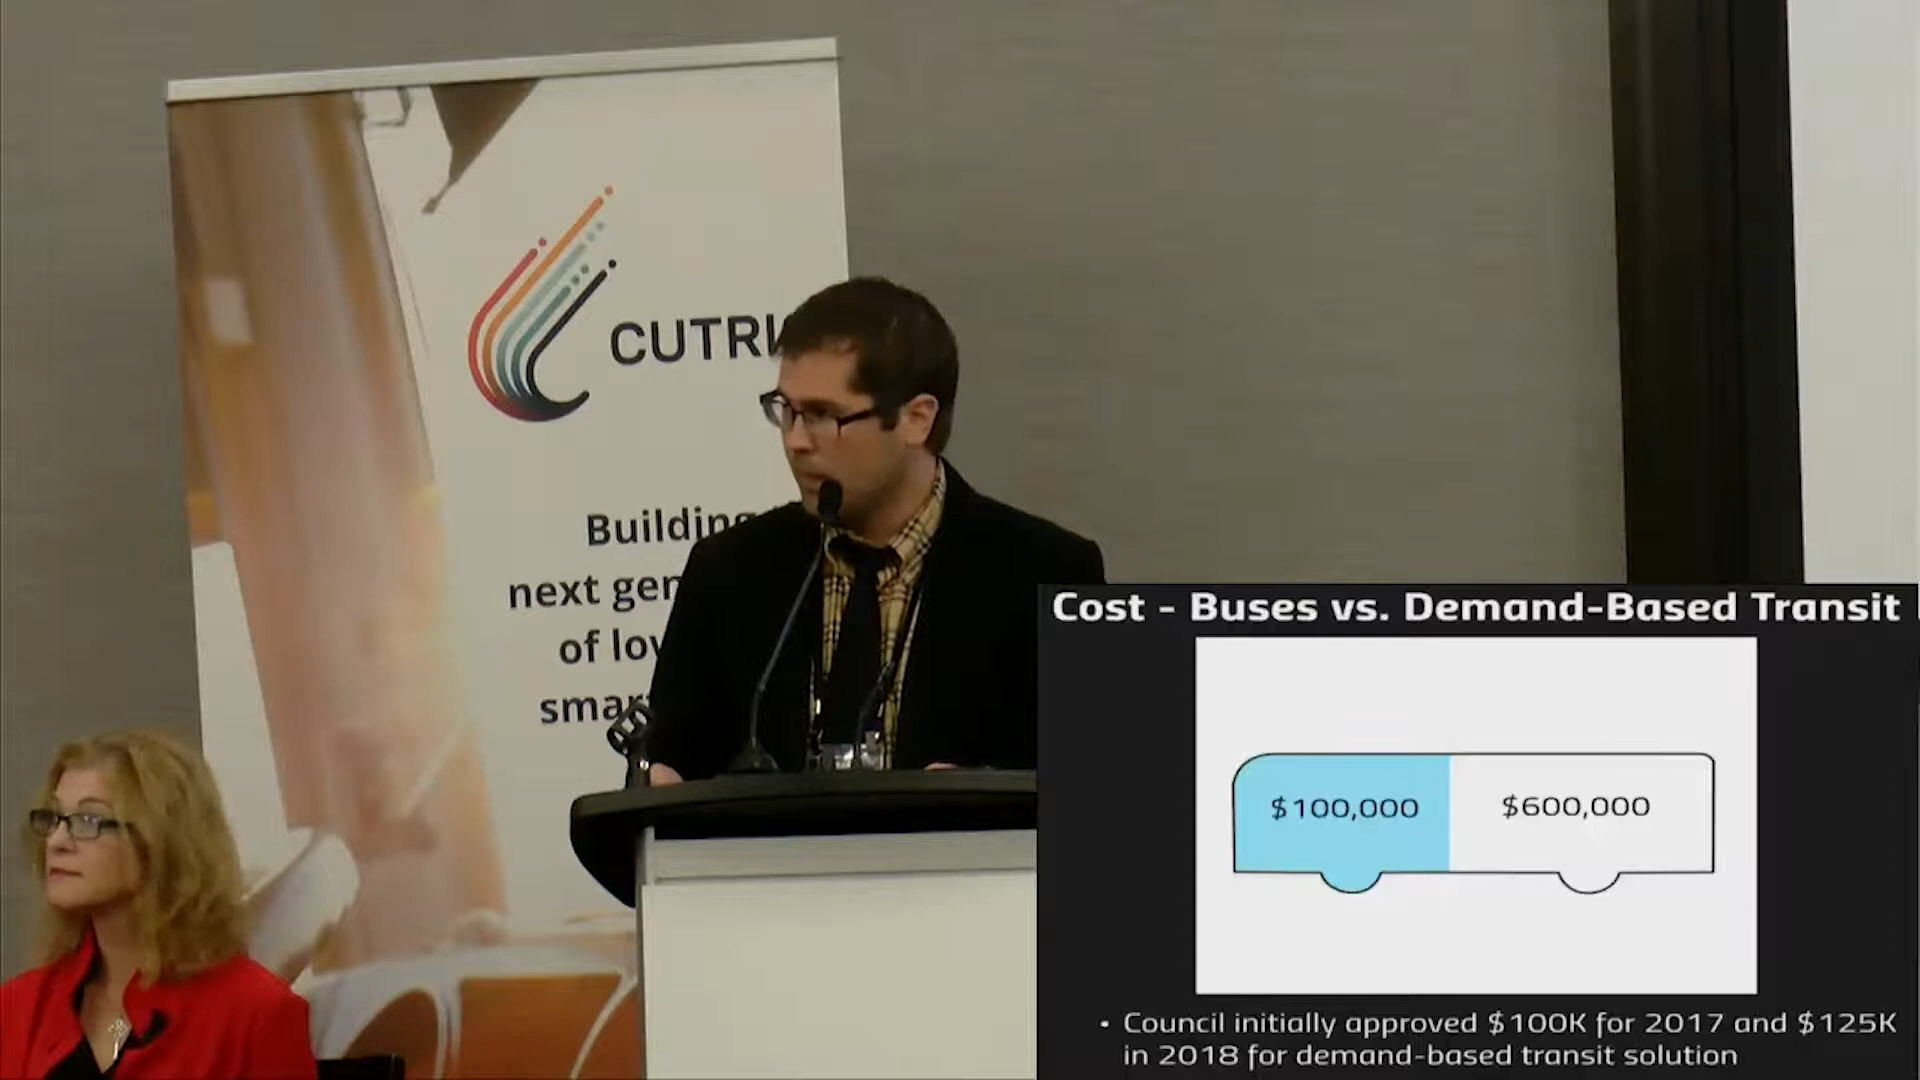 CUTRI
Building
next gen
of low
smar
Cost - Buses vs. Demand-Based Transit
$100,000
$600,000
• Council initially approved $100K for 2017 and $125K
in 2018 for demand-based transit solution